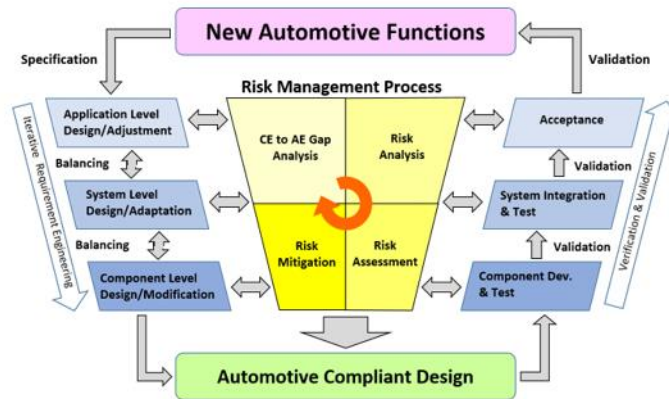 New Automotive Functions
Specification
Validation
Risk Management Process
Application Level
Design/Adjustment
CE to AE Gap
Analysis
Risk
Analysis
Acceptance
Balancing
Validation
System Level
Design/Adaptation
System Integration
& Test
Balancing
Validation
Risk
Mitigation
Risk
Assessment
Component Level
Design/Modification
Component Dev.
& Test
Iterative Requirement Engineering
Verification & Validation
Automotive Compliant Design